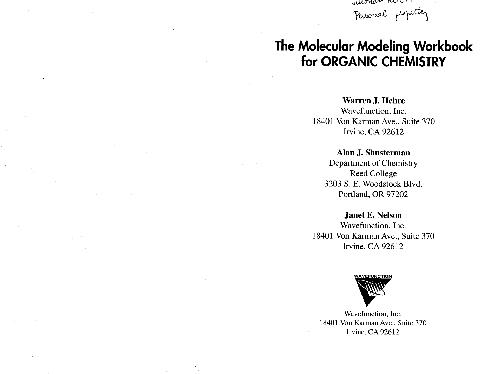 Personal property
The Molecular Modeling Workbook
for ORGANIC CHEMISTRY
Warren J. Hehre
Wavefunction, Inc.
18401 Von Karman Ave., Suite 370
Irvine, CA 92612
Alan J. Shusterman
Department of Chemistry
Reed College
3203 S. E. Woodstock Blvd.
Portland, OR 97202
Janet E. Nelson
Wavefunction, Inc.
18401 Von Karman Ave., Suite 370
Irvine, CA 92612
WAVEFUNCTION
Wavefunction, Inc.
18401 Von Karman Ave., Suite 370
Irvine, CA 92612